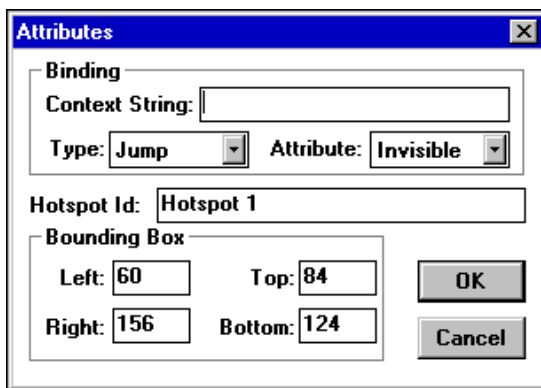 Attributes
Binding
Context String:
Type: Jump Attribute: Invisible
Hotspot Id: Hotspot 1
Bounding Box
Left: 60 Top: 84
OK
Right: 156 Bottom: 124
Cancel